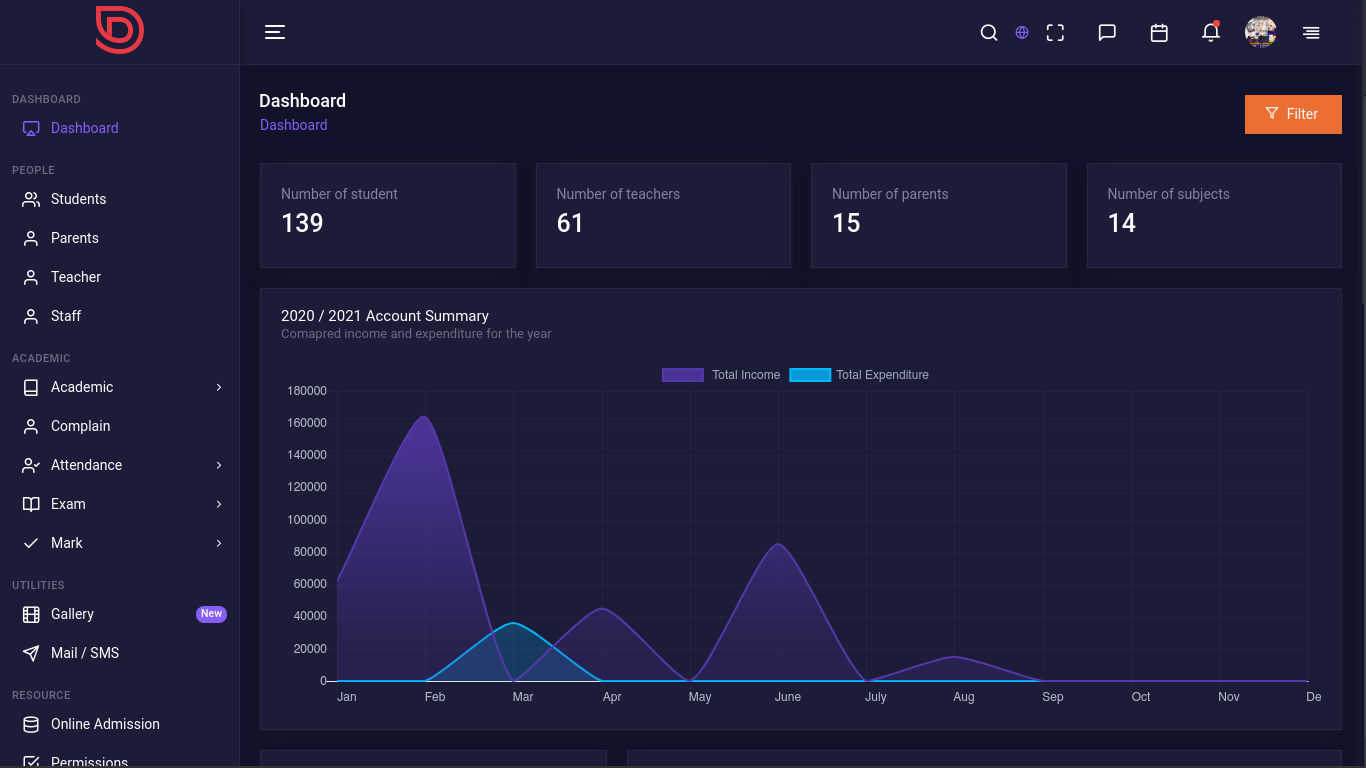 DASHBOARD
Dashboard
PEOPLE
Students
Parents
Teacher
Staff
ACADEMIC
Academic
Complain
Attendance
Exam
Mark
UTILITIES
Gallery New
Mail / SMS
RESOURCE
Online Admission
Permissions
Dashboard
Dashboard
Filter
Number of student
139
Number of teachers
61
Number of parents
15
Number of subjects
14
2020 / 2021 Account Summary
Comapred income and expenditure for the year
Total Income Total Expenditure
180000
160000
140000
120000
100000
80000
60000
40000
20000
0
Jan Feb Mar Apr May June July Aug Sep Oct Nov De